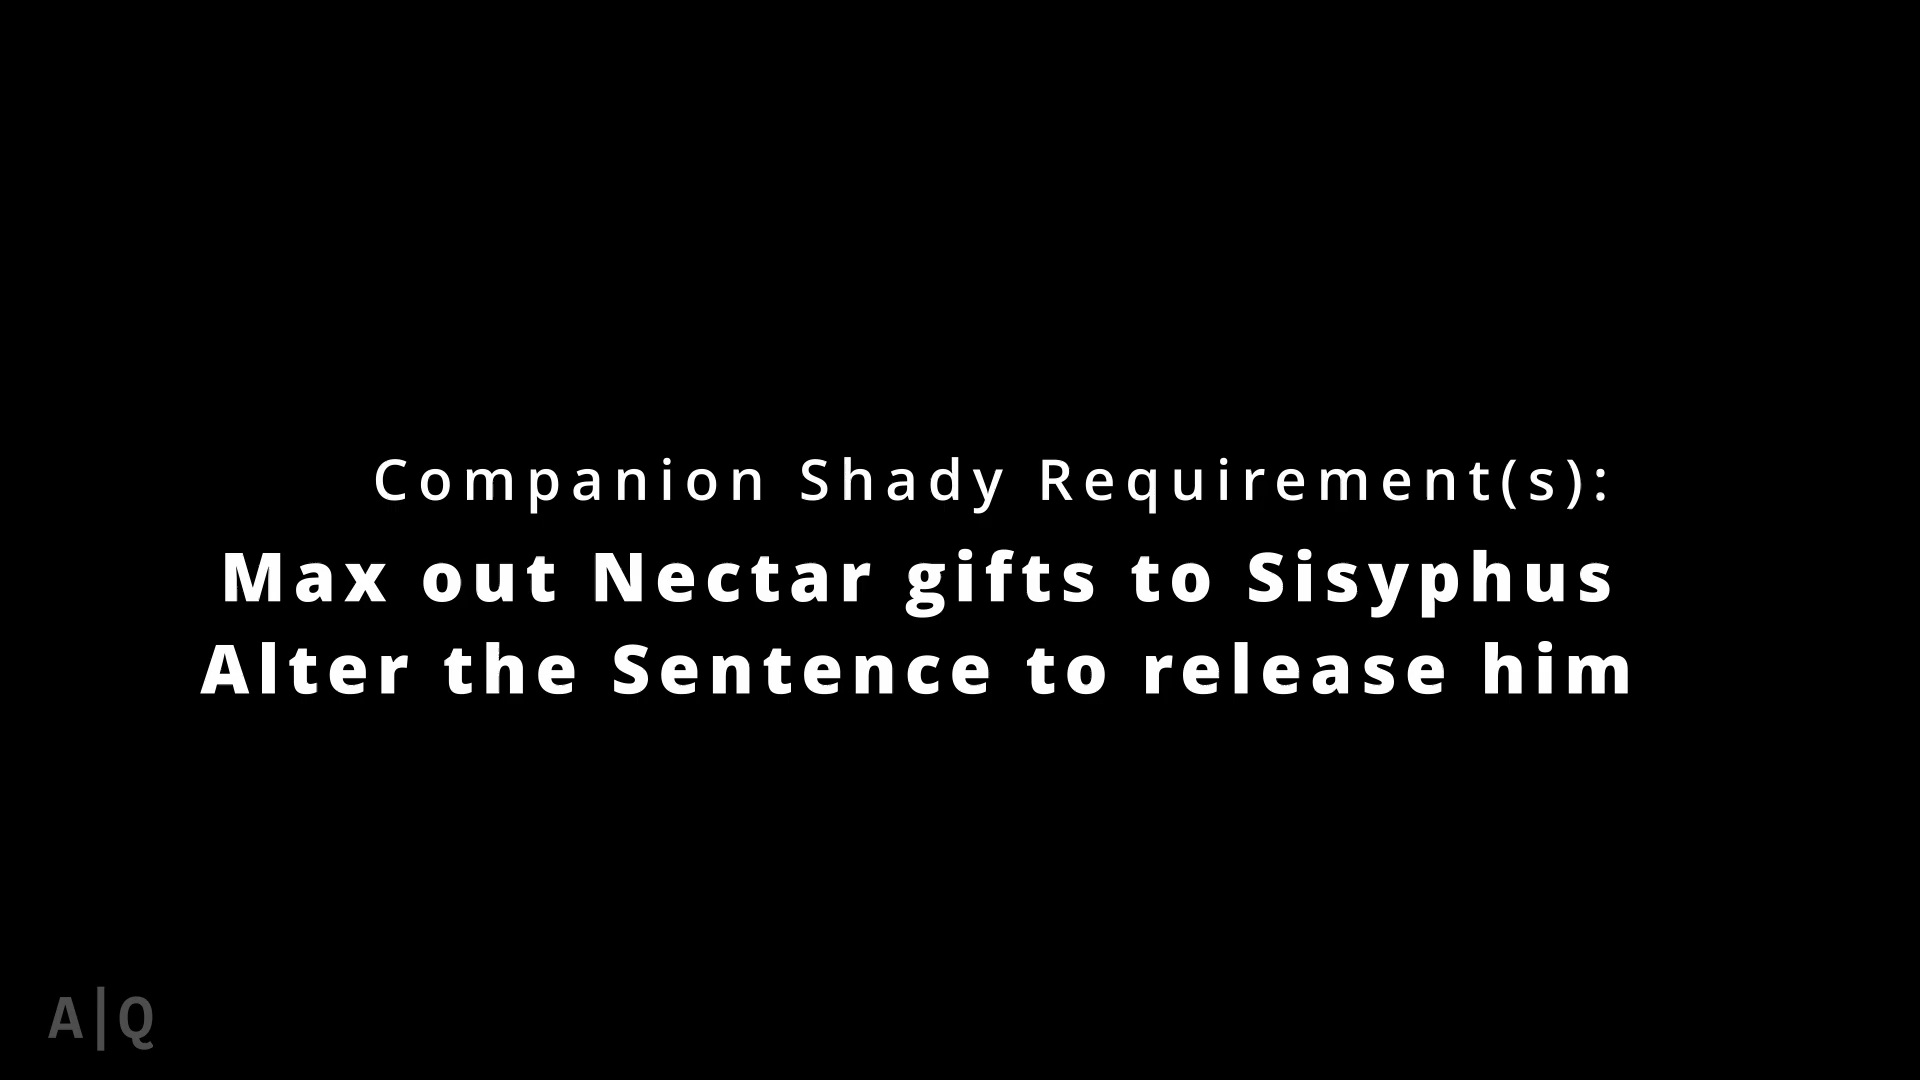 Companion Shady Requirement(s):
Max out Nectar gifts to Sisyphus
Alter the Sentence to release him
A|Q